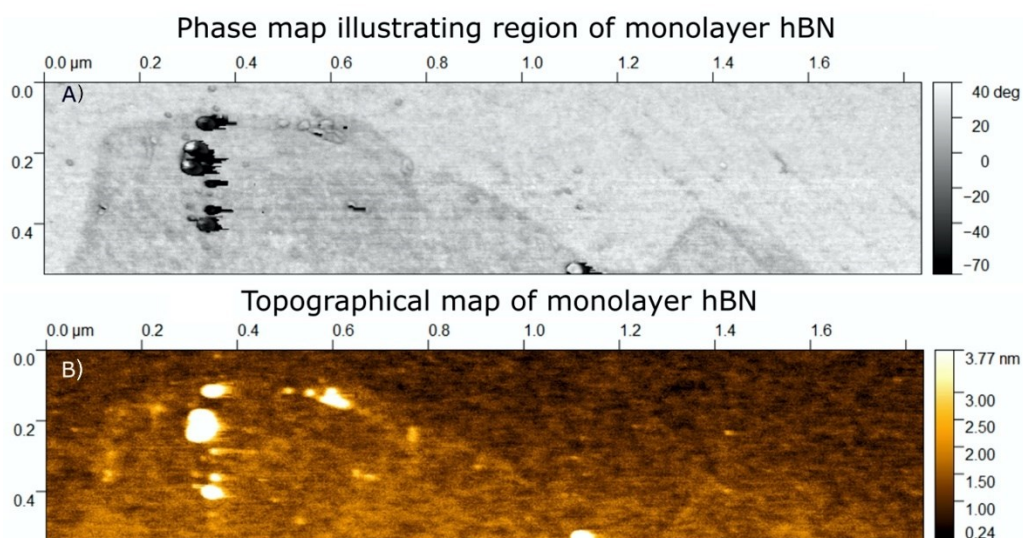 Phase map illustrating region of monolayer hBN
0.0 µm 0.2 0.4 0.6 0.8 1.0 1.2 1.4 1.6
0.0 A) 40 deg
20
0.2 0
−20
0.4 −40
−70
Topographical map of monolayer hBN
0.0 µm 0.2 0.4 0.6 0.8 1.0 1.2 1.4 1.6
0.0 B) 3.77 nm
3.00
0.2 2.50
2.00
0.4 1.50
1.00
0.24